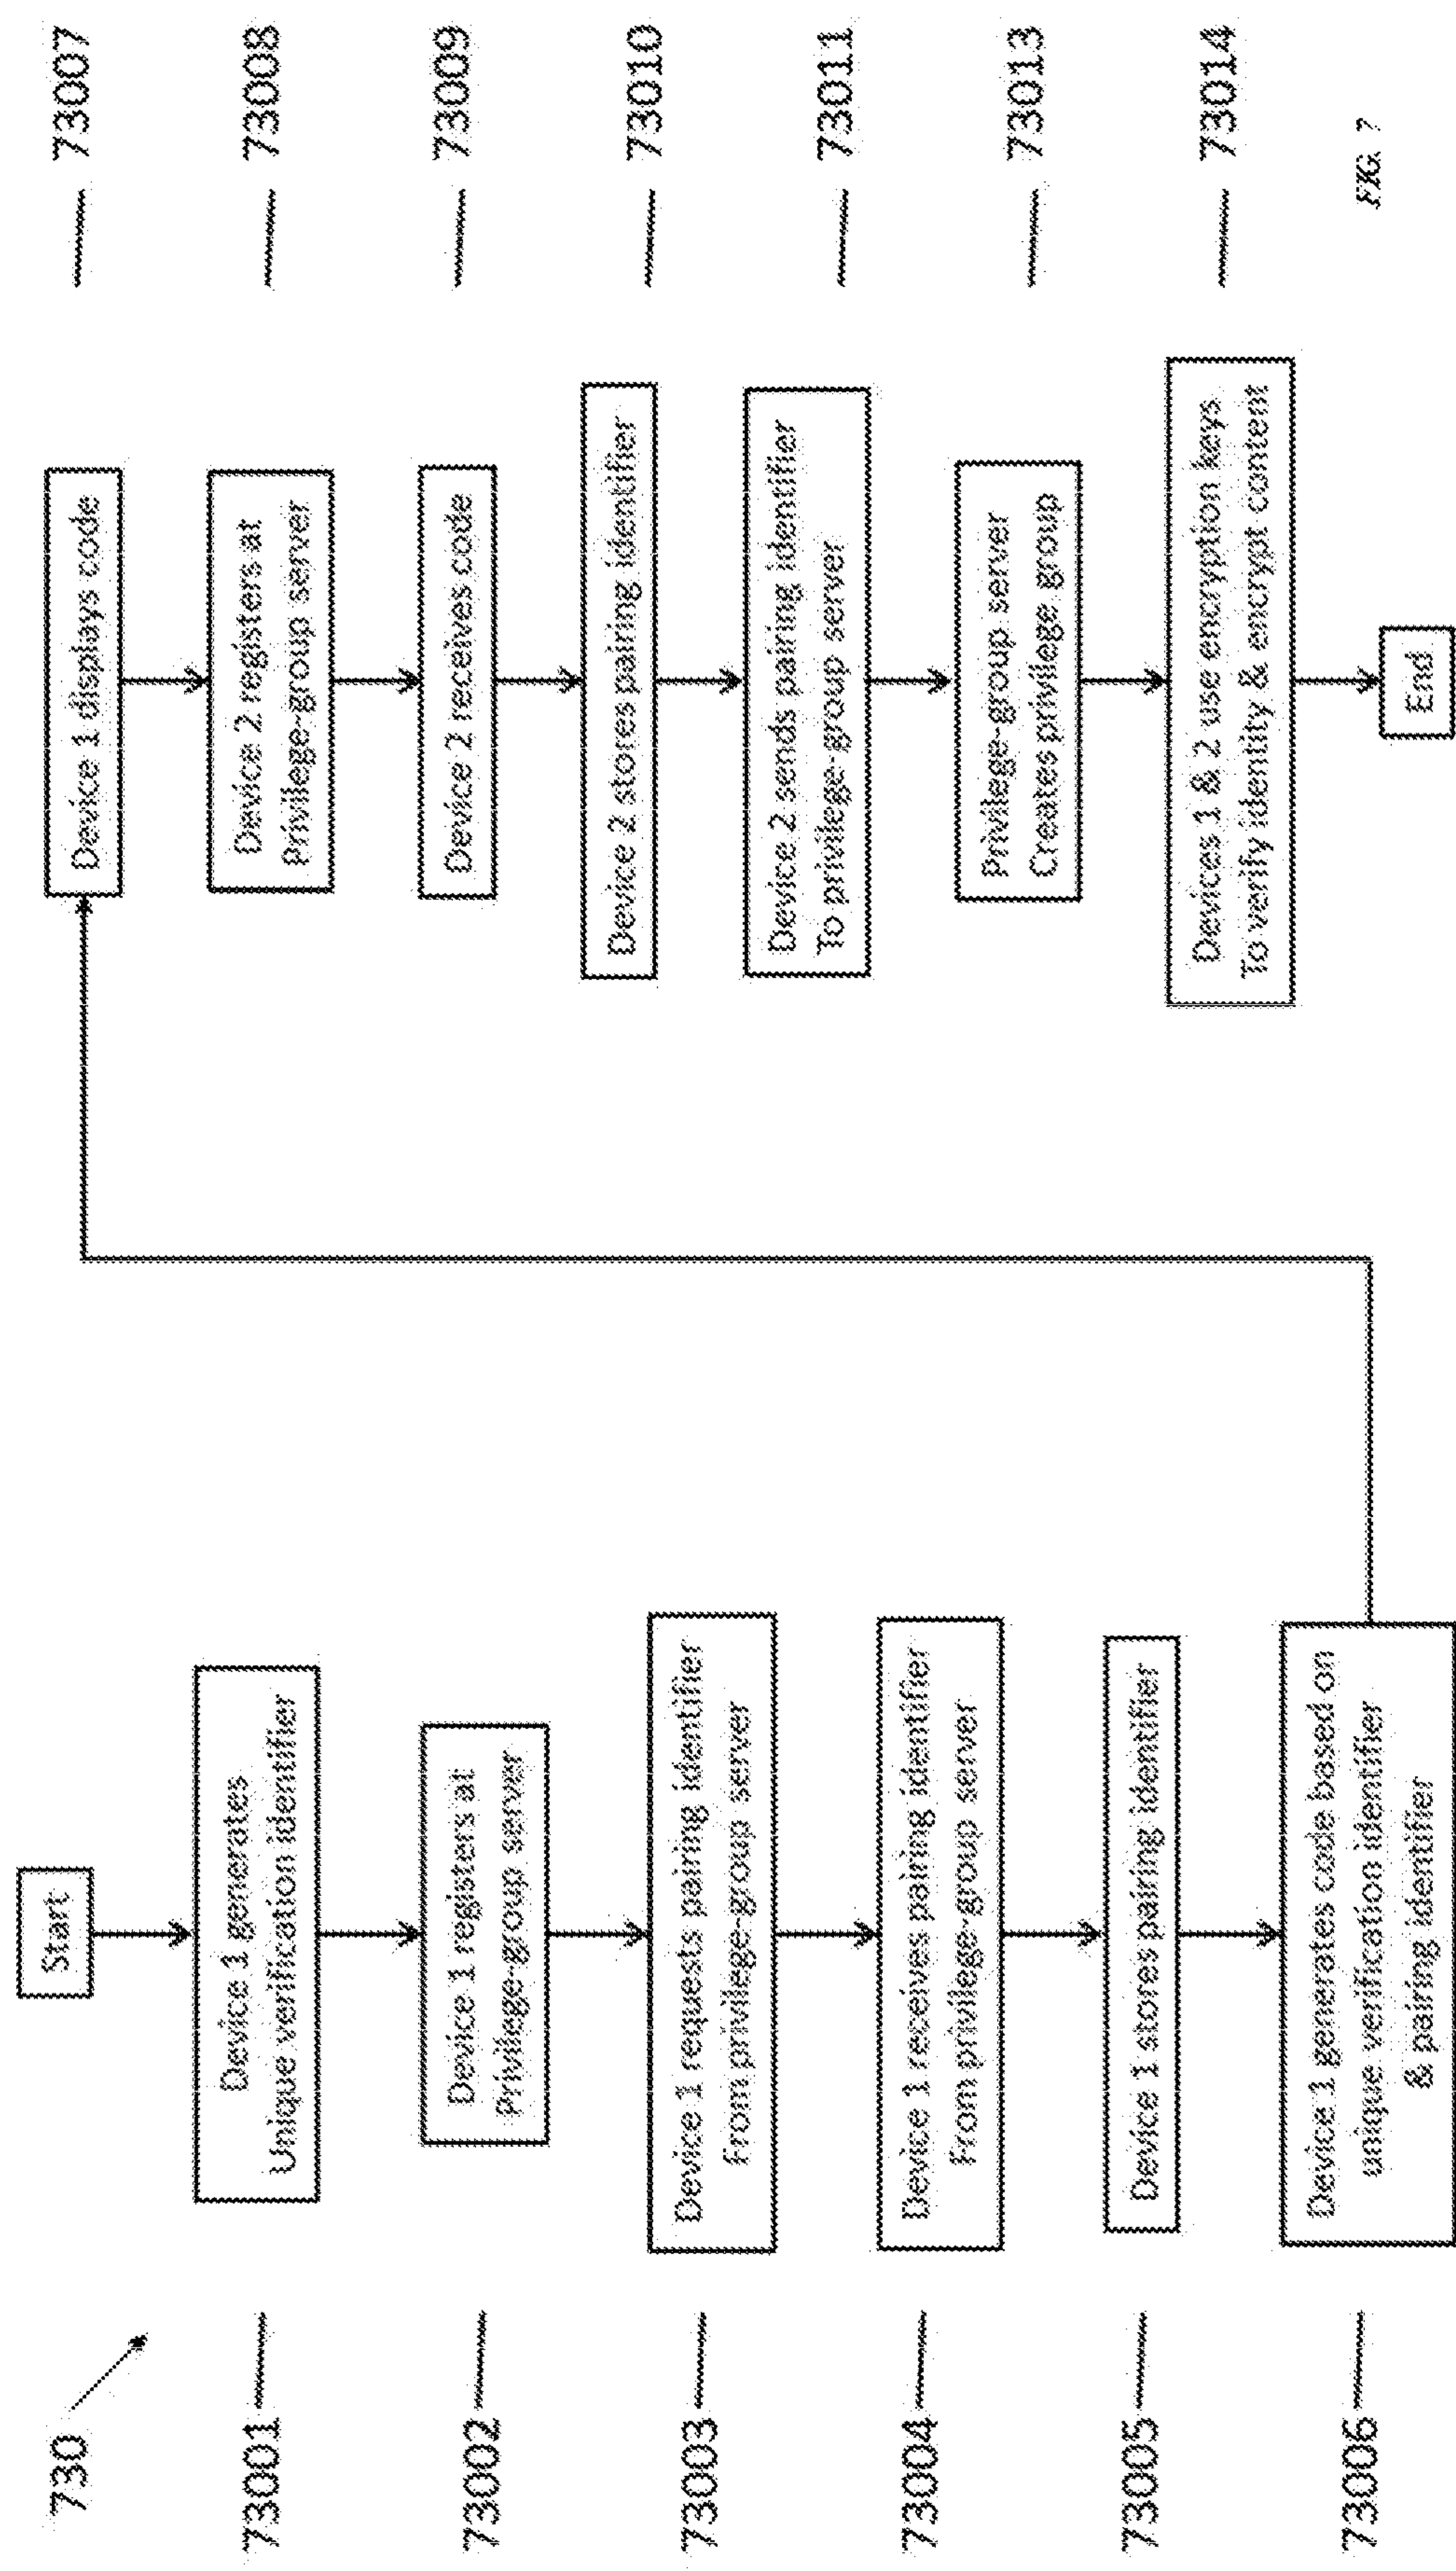 730
Start
73001
Device 1 generates
Unique verification identifier
73002
Device 1 registers at
Privilege-group server
73003
Device 1 requests pairing identifier
From privilege-group server
73004
Device 1 receives pairing identifier
From privilege-group server
73005
Device 1 stores pairing identifier
73006
Device 1 generates code based on
unique verification identifier
& pairing identifier
Device 1 displays code
73007
Device 2 registers at
Privilege-group server
73008
Device 2 receives code
73009
Device 2 stores pairing identifier
73010
Device 2 sends pairing identifier
To privilege-group server
73011
Privilege-group server
Creates privilege group
73013
Devices 1 & 2 use encryption keys
To verify identity & encrypt content
73014
End
FIG. 7